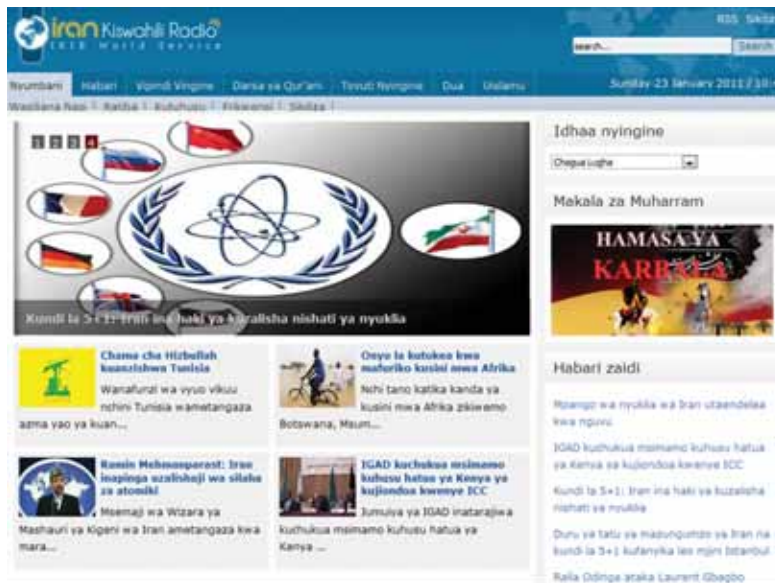 iran Kiswahili Radio
IRIB World Service
RSS
search...
Search
Nyumbani Habari Vipindi Vingine Darsa ya Qur'ani Tovuti Nyingine Dua Utafiti
Sunday 23 January 2011 / 10
Wasiliana Nasi Ratiba Kutuhusu Frikwensi Sikiliza
1 2 3 4
Kundi la 5+1: Iran ina haki ya kuzalisha nishati ya nyuklia
Chama cha Hizbullah
kuanzishwa Tunisia
Wanafunzi wa vyuo vikuu
nchini Tunisia wametangaza
azma yao ya kuan...
Onyo la kutokea kwa
mafuriko kusini mwa Afrika
Nchi tano katika kanda ya
kusini mwa Afrika zikiwemo
Botswana, Msum...
Ramin Mehmanparast: Iran
inapinga uzalishaji wa silaha
za atomiki
Msemaji wa Wizara ya
Mashauri ya Kigeni wa Iran ametangaza kwa
mara...
IGAD kuchukua msimamo
kuhusu hatua ya Kenya ya
kujiondoa kwenye ICC
Jumuiya ya IGAD inatarajiwa
kuchukua msimamo kuhusu hatua ya
Kenya ...
Idhaa nyingine
Chagua Lugha
Makala za Muharram
HAMASA YA
KARBALA
Habari zaidi
Mpango wa nyuklia wa Iran utaendelea
kwa nguvu
IGAD kuchukua msimamo kuhusu hatua
ya Kenya ya kujiondoa kwenye ICC
Kundi la 5+1: Iran ina haki ya kuzalisha
nishati ya nyuklia
Duru ya tatu ya mazungumzo ya Iran na
kundi la 5+1 kufanyika leo mjini Istanbul
Raila Odinga ataka Laurent Gbagbo